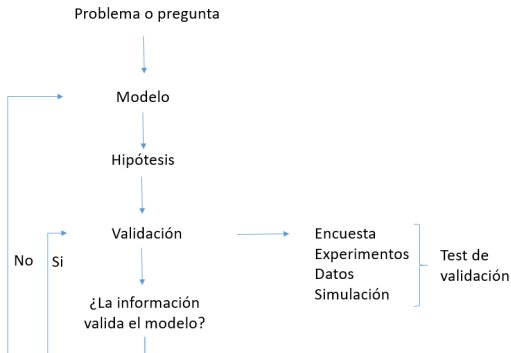 Problema o pregunta
Modelo
Hipótesis
Validación
Encuesta
Experimentos
Datos
Simulación
Test de
validación
No
Si
¿La información
valida el modelo?